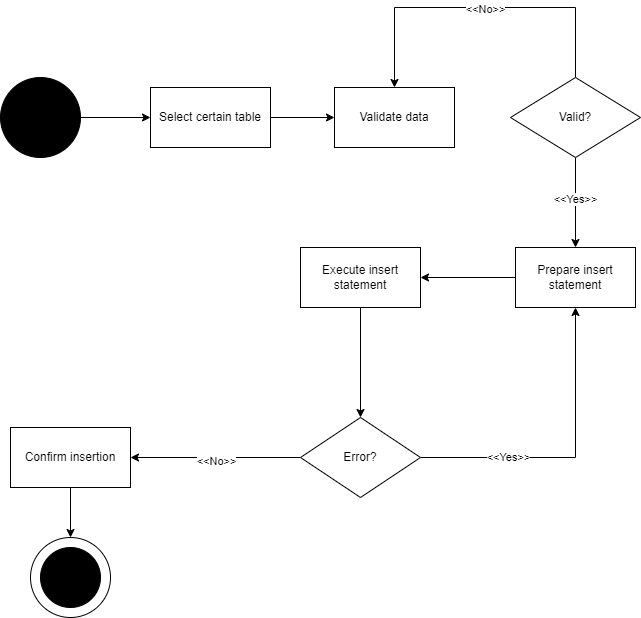 <<No>>
Select certain table
Validate data
Valid?
<<Yes>>
Execute insert
statement
Prepare insert
statement
Confirm insertion
<<No>>
Error?
<<Yes>>